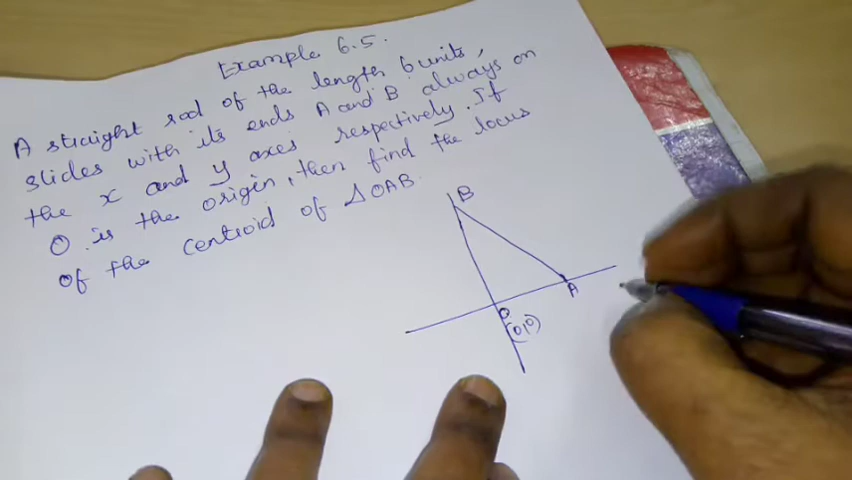 Example 6.5.
A straight rod of the length 6 units,
slides with its ends A and B always on
the x and y axes respectively. If
O is the origin, then find the locus
of the centroid of ΔOAB.
B
A
O
(0,0)